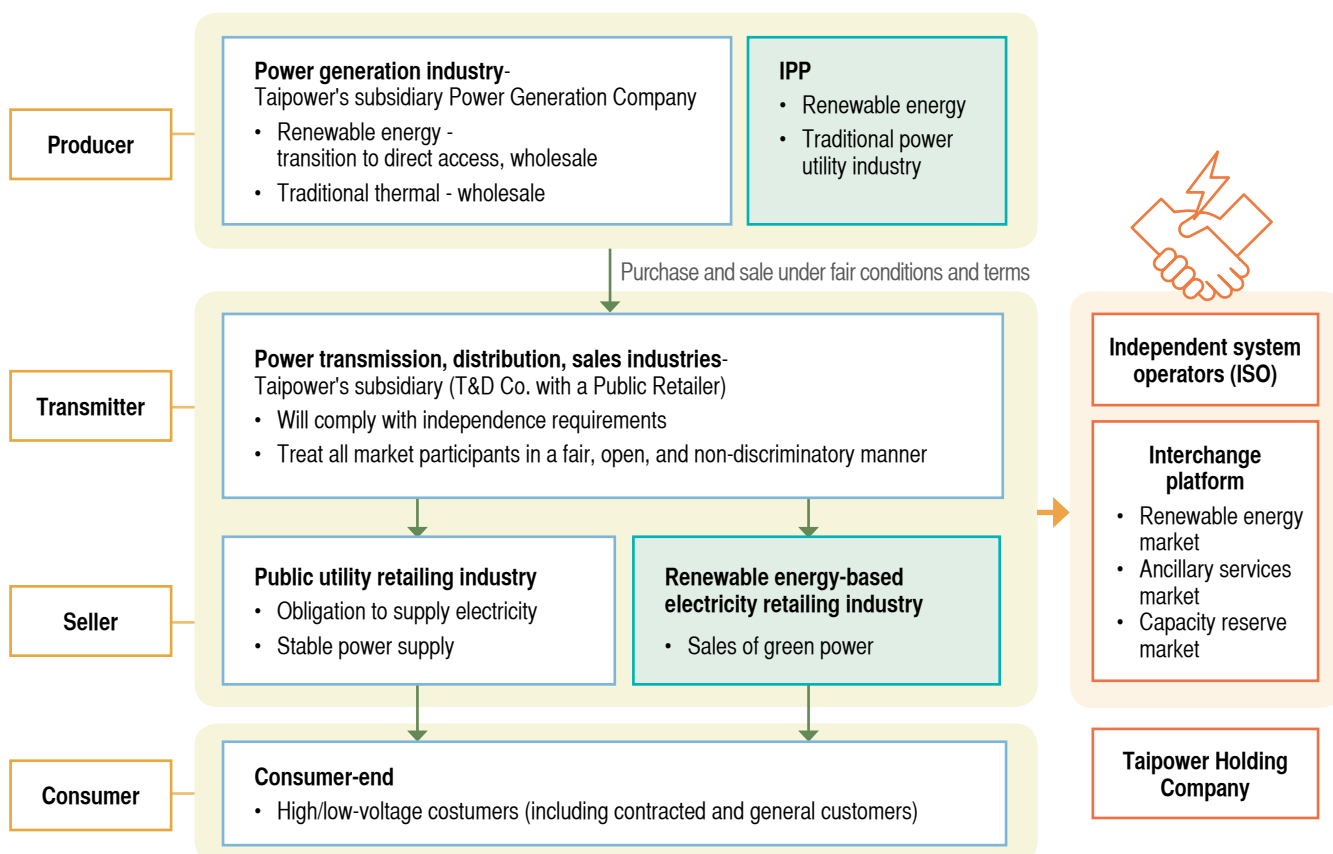 Producer
Power generation industry-
Taipower's subsidiary Power Generation Company
• Renewable energy -
transition to direct access, wholesale
• Traditional thermal - wholesale
IPP
• Renewable energy
• Traditional power
utility industry
Purchase and sale under fair conditions and terms
Transmitter
Power transmission, distribution, sales industries-
Taipower's subsidiary (T&D Co. with a Public Retailer)
• Will comply with independence requirements
• Treat all market participants in a fair, open, and non-discriminatory manner
Seller
Public utility retailing industry
• Obligation to supply electricity
• Stable power supply
Renewable energy-based
electricity retailing industry
• Sales of green power
Consumer
Consumer-end
• High/low-voltage costumers (including contracted and general customers)
Independent system
operators (ISO)
Interchange
platform
• Renewable energy
market
• Ancillary services
market
• Capacity reserve
market
Taipower Holding
Company